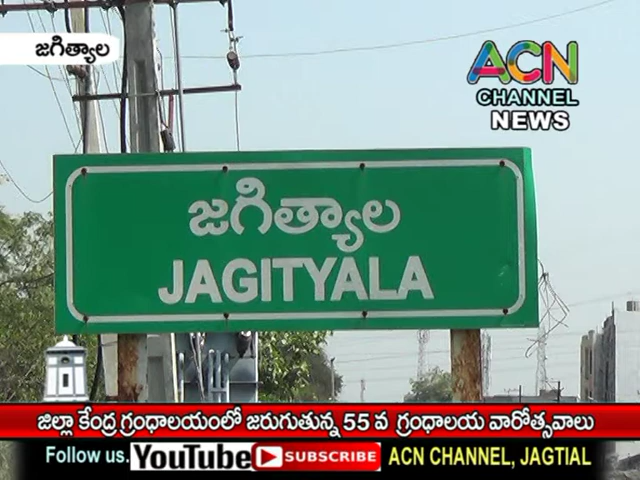 జగిత్యాల
ACN
CHANNEL
NEWS
జగిత్యాల
JAGITYALA
జిల్లా కేంద్ర గ్రంథాలయంలో జరుగుతున్న 55 వ గ్రంథాలయ వారోత్సవాలు
Follow us. YouTube SUBSCRIBE ACN CHANNEL, JAGTIAL